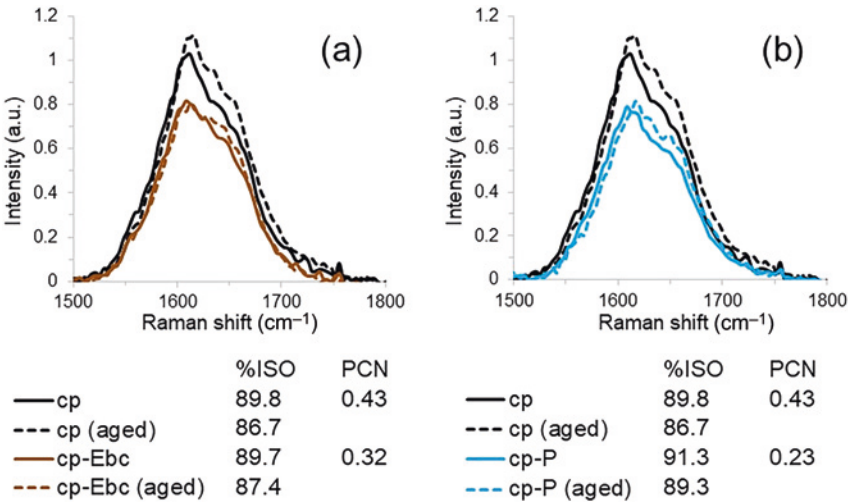 (a)
Intensity (a.u.)
1.2
1
0.8
0.6
0.4
0.2
0
1500 1600 1700 1800
Raman shift (cm⁻¹)
%ISO PCN
cp 89.8 0.43
cp (aged) 86.7
cp-Ebc 89.7 0.32
cp-Ebc (aged) 87.4
(b)
Intensity (a.u.)
1.2
1
0.8
0.6
0.4
0.2
0
1500 1600 1700 1800
Raman shift (cm⁻¹)
%ISO PCN
cp 89.8 0.43
cp (aged) 86.7
cp-P 91.3 0.23
cp-P (aged) 89.3